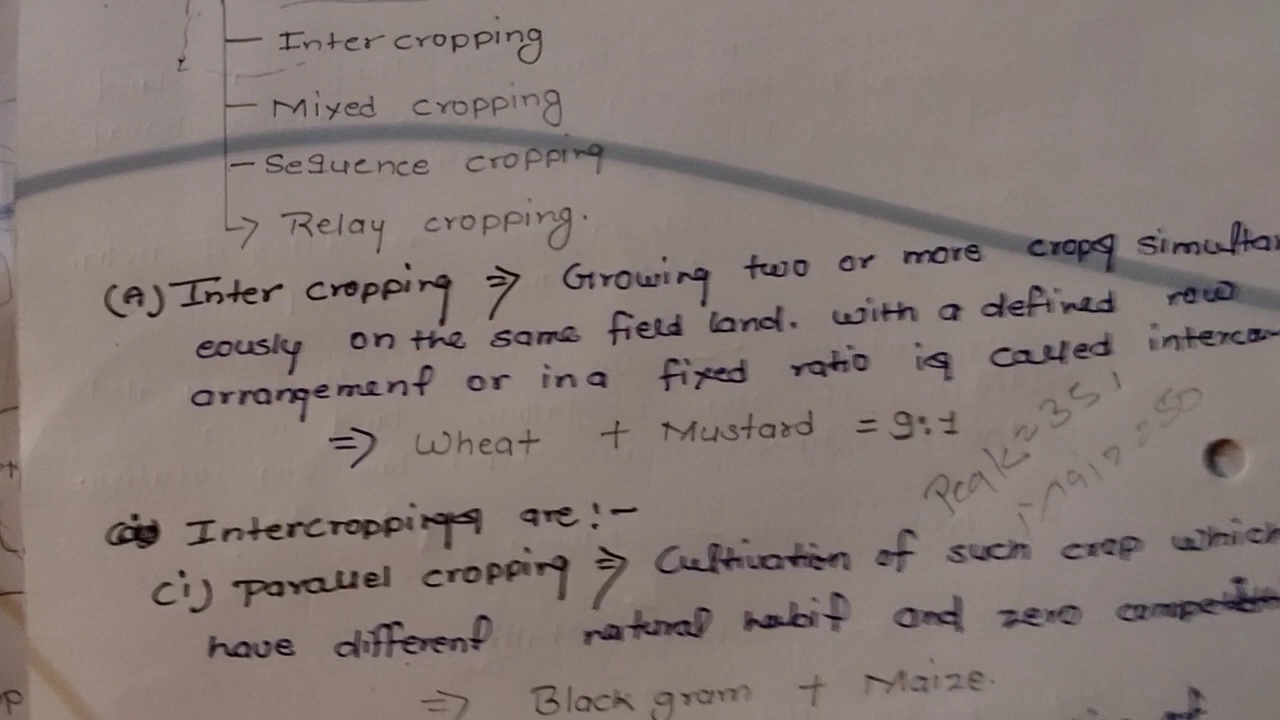 - Inter cropping
- Mixed cropping
- Sequence cropping
→ Relay cropping.
(A) Inter cropping ⇒ Growing two or more crops simultan
eously on the same field land. with a defined row
arrangement or in a fixed ratio is called
⇒ Wheat + Mustard = 9:1
Intercroppings are:-
(i) Parallel cropping ⇒ Cultivation of such crop which
have different natural habit and zero
⇒ Black gram + Maize.